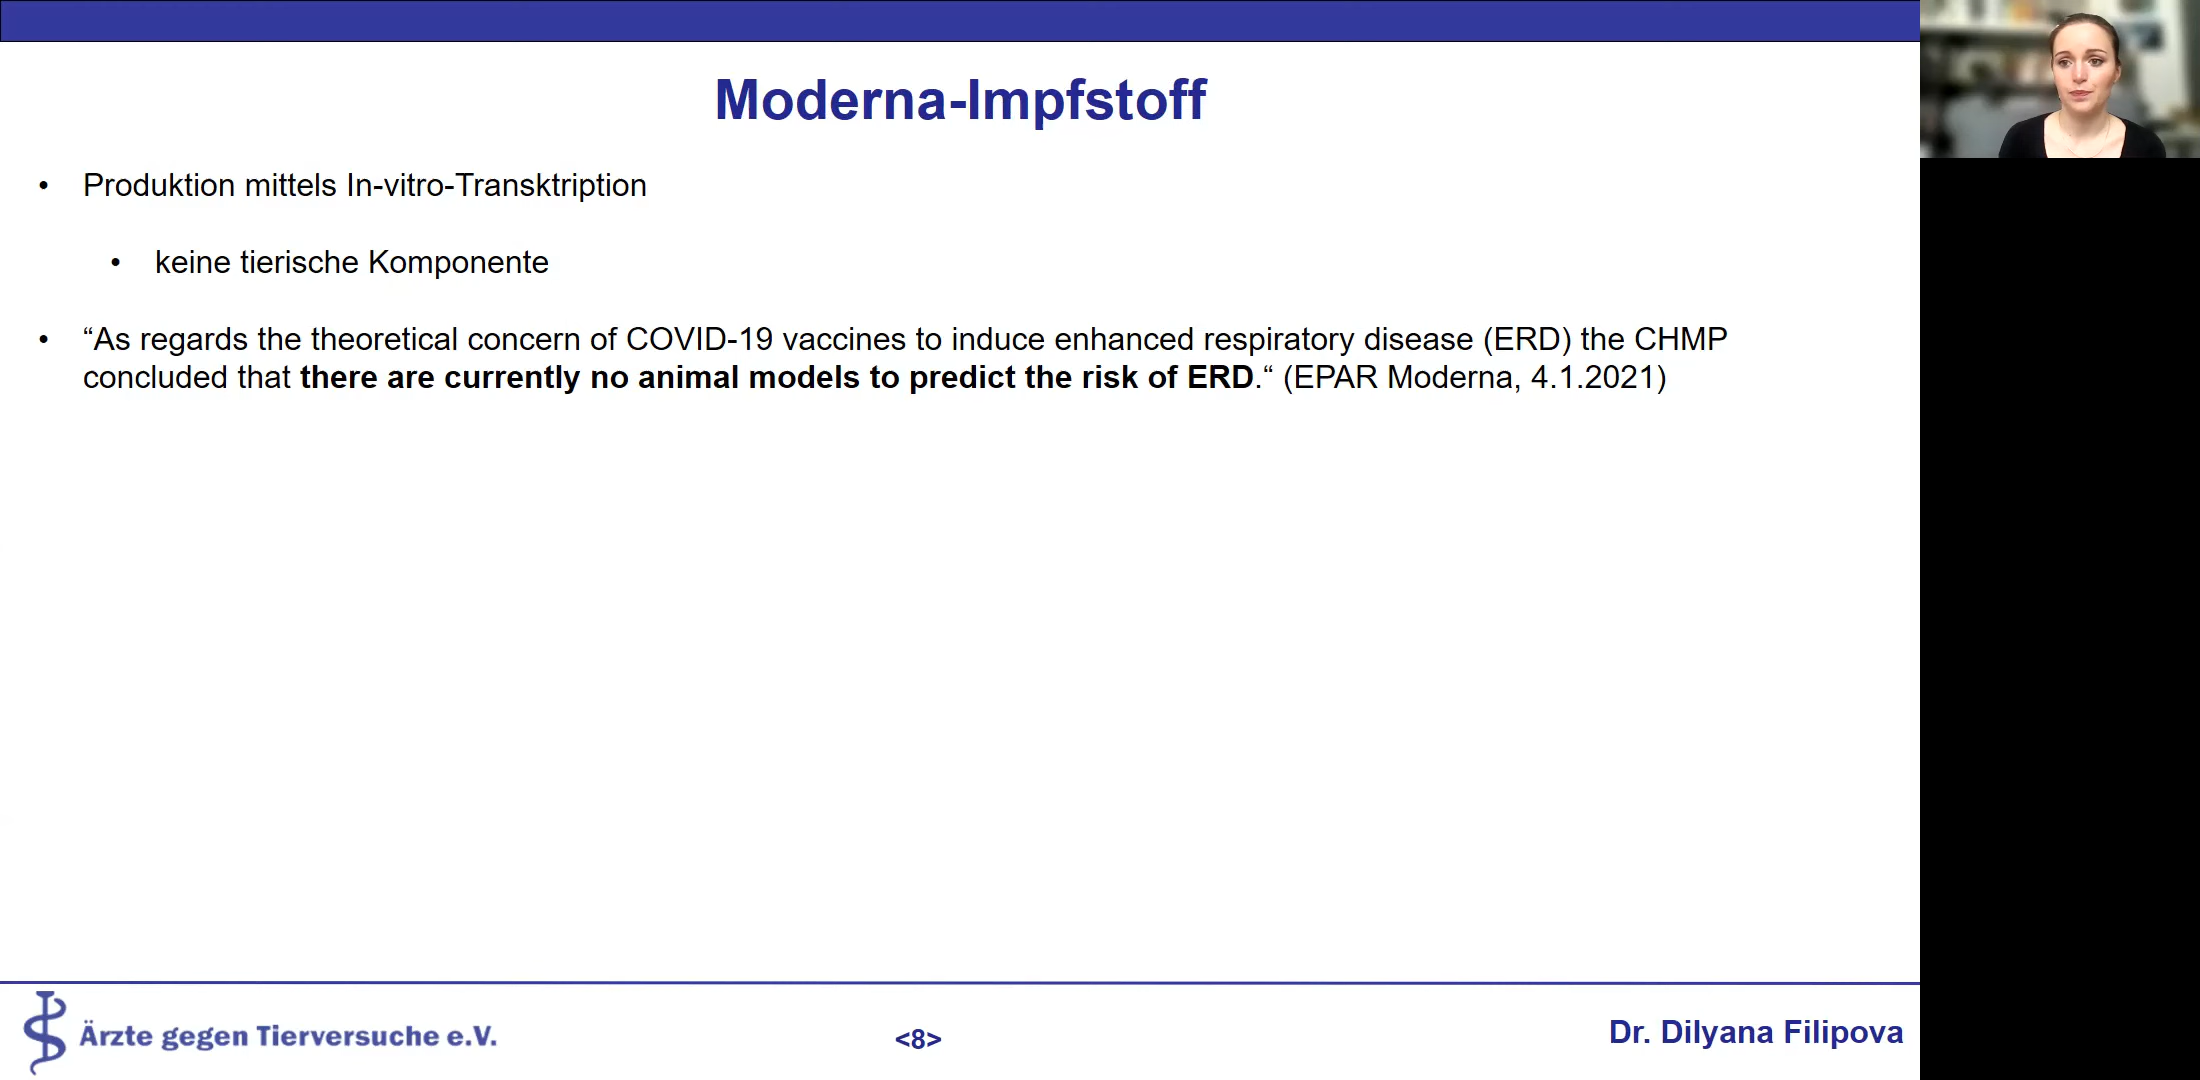 Moderna-Impfstoff
• Produktion mittels In-vitro-Transktription
• keine tierische Komponente
• “As regards the theoretical concern of COVID-19 vaccines to induce enhanced respiratory disease (ERD) the CHMP
concluded that there are currently no animal models to predict the risk of ERD.“ (EPAR Moderna, 4.1.2021)
Ärzte gegen Tierversuche e.V.
<8>
Dr. Dilyana Filipova